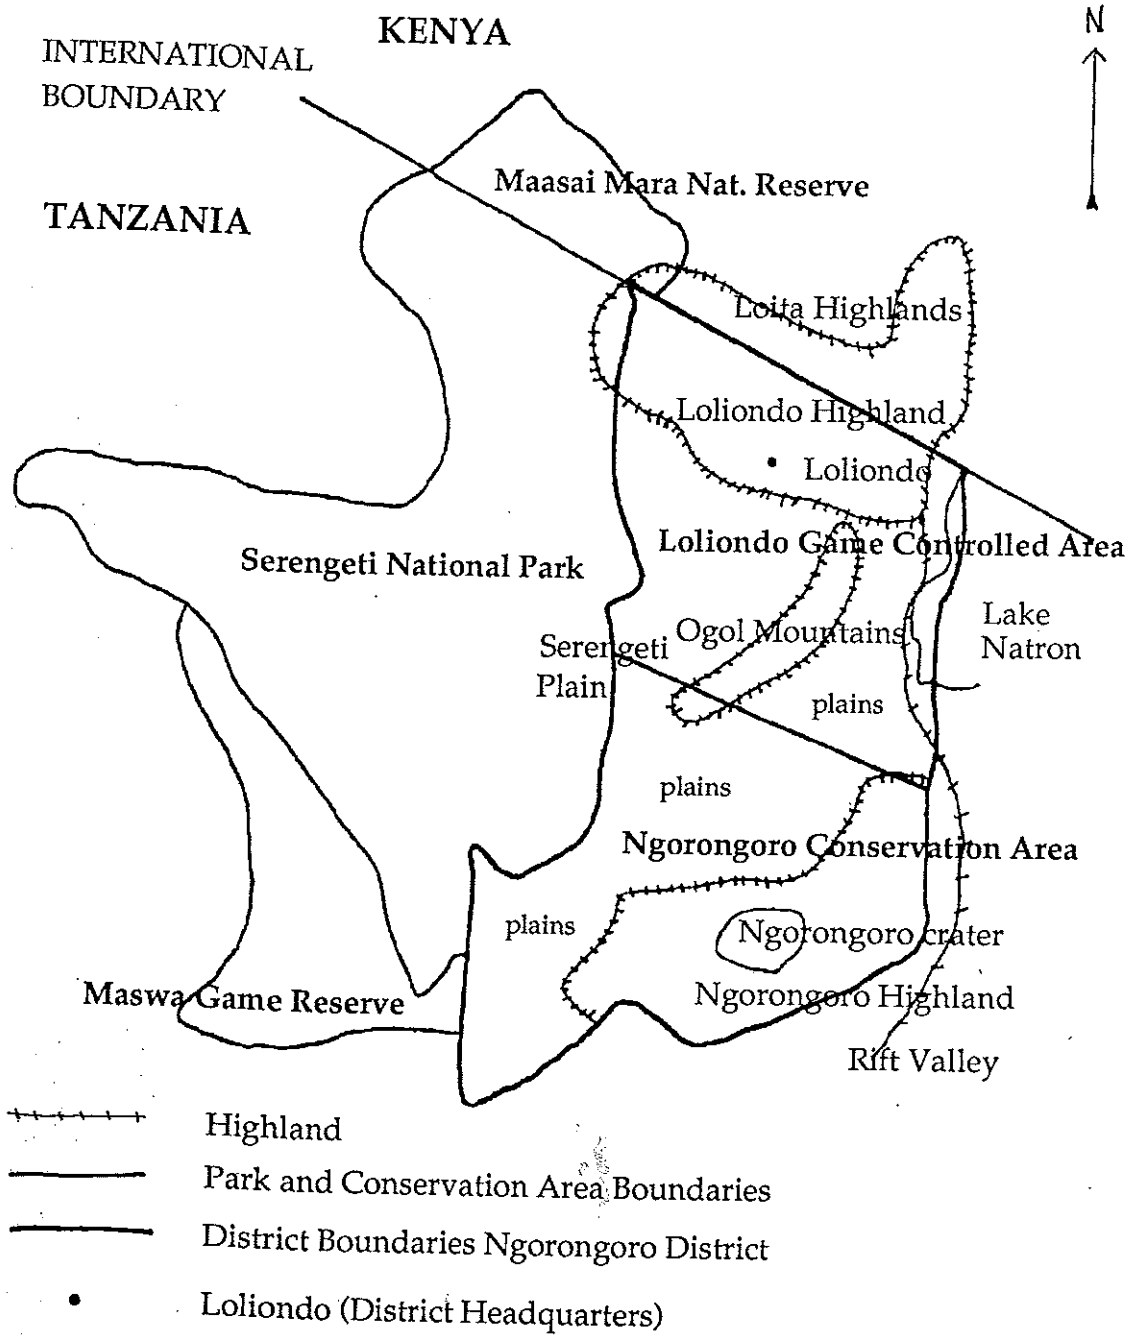 KENYA
N
INTERNATIONAL
BOUNDARY
Maasai Mara Nat. Reserve
TANZANIA
Loita Highlands
Loliondo Highland
Loliondo
Loliondo Game Controlled Area
Serengeti National Park
Lake
Natron
Ogol Mountains
Serengeti
Plain
plains
plains
Ngorongoro Conservation Area
plains
Ngorongoro crater
Maswa Game Reserve
Ngorongoro Highland
Rift Valley
Highland
Park and Conservation Area Boundaries
District Boundaries Ngorongoro District
Loliondo (District Headquarters)